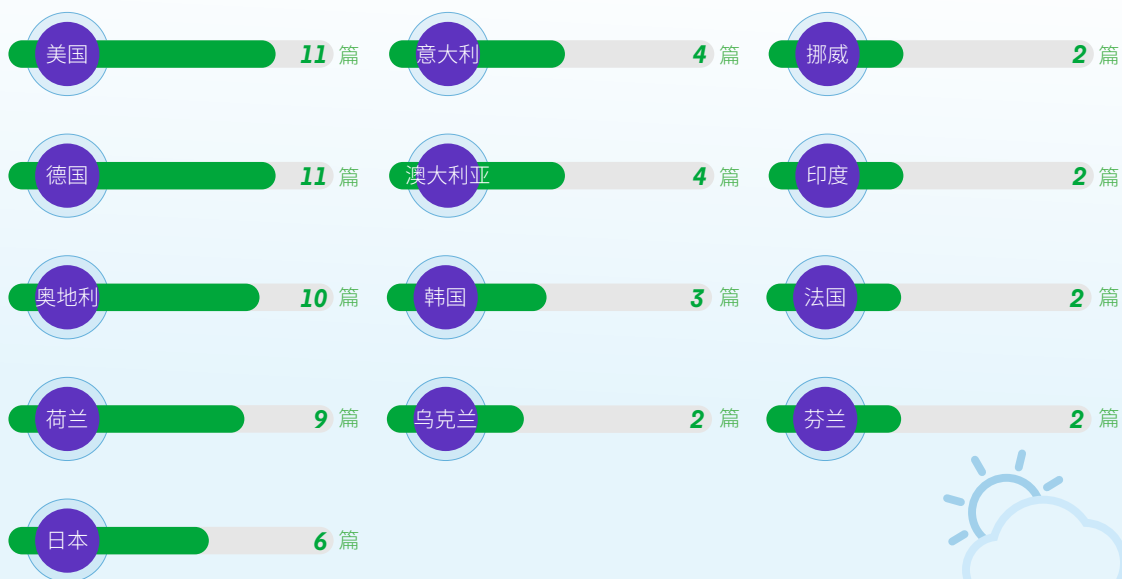 美国 11 篇
意大利 4 篇
挪威 2 篇
德国 11 篇
澳大利亚 4 篇
印度 2 篇
奥地利 10 篇
韩国 3 篇
法国 2 篇
荷兰 9 篇
乌克兰 2 篇
芬兰 2 篇
日本 6 篇